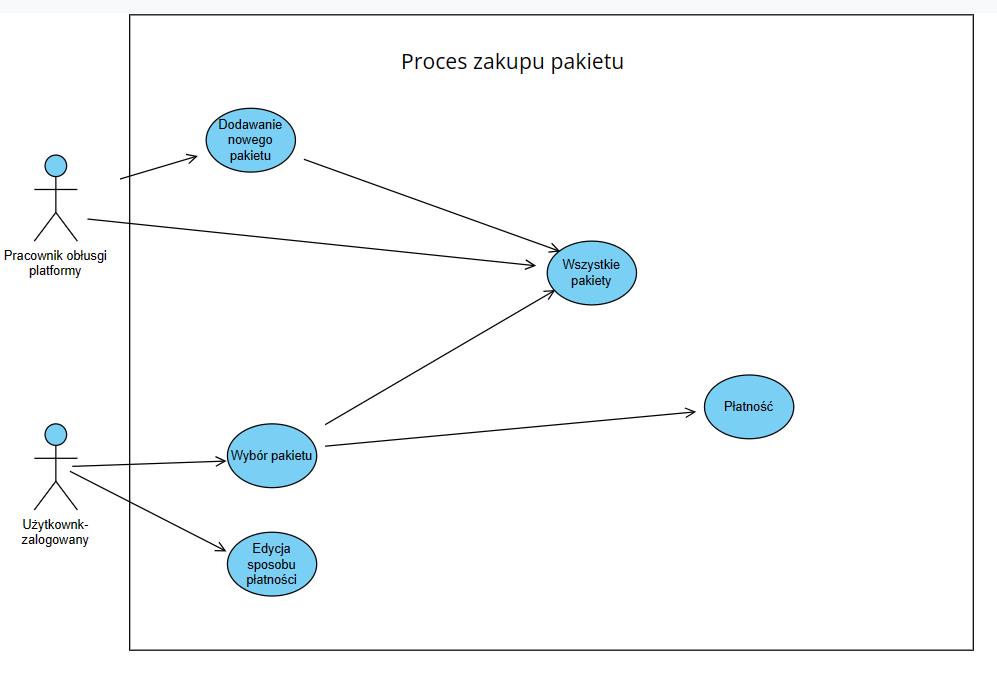 Proces zakupu pakietu
Dodawanie
nowego
pakietu
Pracownik obłusgi
platformy
Wszystkie
pakiety
Płatność
Wybór pakietu
Użytkownk-
zalogowany
Edycja
sposobu
płatności